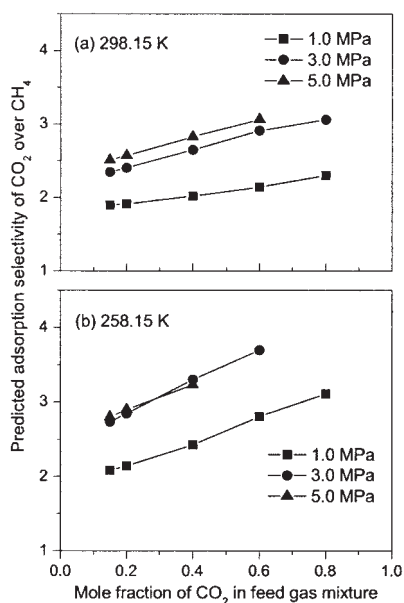 (a) 298.15 K
1.0 MPa
3.0 MPa
5.0 MPa
4
3
2
1
Predicted adsorption selectivity of CO2 over CH4
(b) 258.15 K
1.0 MPa
3.0 MPa
5.0 MPa
4
3
2
1
0.0 0.2 0.4 0.6 0.8 1.0
Mole fraction of CO2 in feed gas mixture